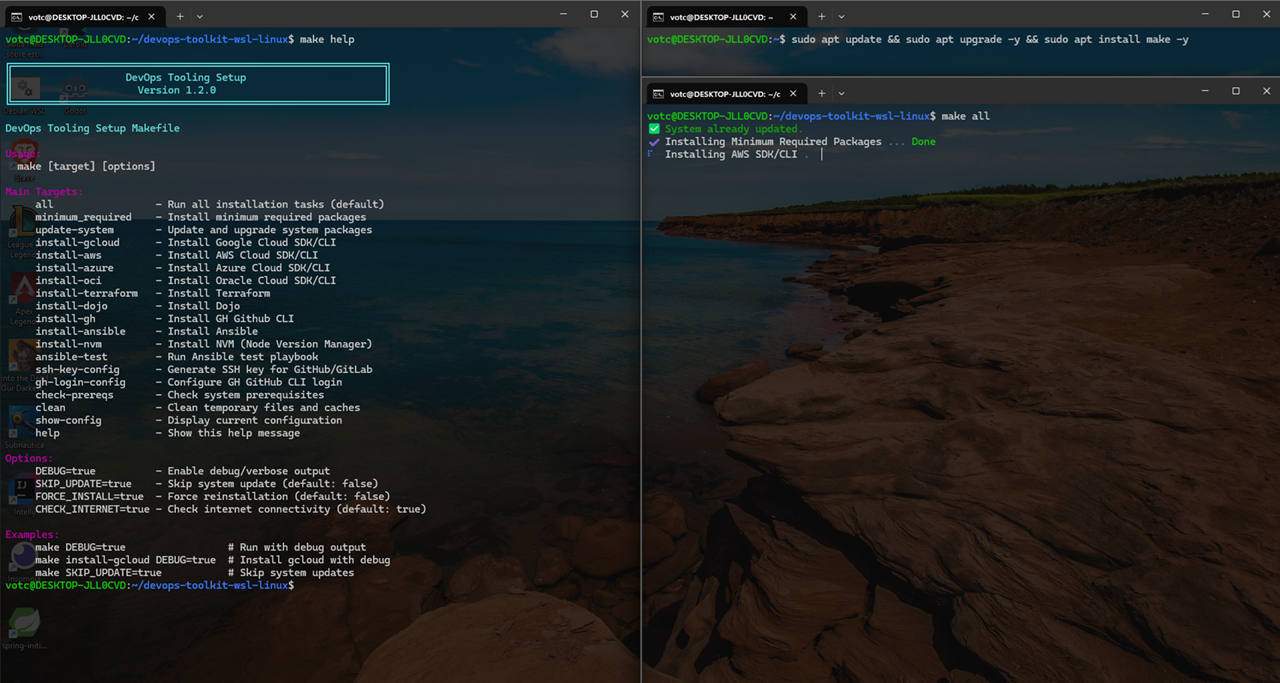 votc@DESKTOP-JLL0CVD: ~/c
votc@DESKTOP-JLL0CVD:~/devops-toolkit-wsl-linux$ make help
DevOps Tooling Setup
Version 1.2.0
DevOps Tooling Setup Makefile
Usage:
make [target] [options]
Main Targets:
all - Run all installation tasks (default)
minimum_required - Install minimum required packages
update-system - Update and upgrade system packages
install-gcloud - Install Google Cloud SDK/CLI
install-aws - Install AWS Cloud SDK/CLI
install-azure - Install Azure Cloud SDK/CLI
install-oci - Install Oracle Cloud SDK/CLI
install-terraform - Install Terraform
install-dojo - Install Dojo
install-gh - Install GH Github CLI
install-ansible - Install Ansible
install-nvm - Install NVM (Node Version Manager)
ansible-test - Run Ansible test playbook
ssh-key-config - Generate SSH key for GitHub/GitLab
gh-login-config - Configure GH GitHub CLI login
check-prereqs - Check system prerequisites
clean - Clean temporary files and caches
show-config - Display current configuration
help - Show this help message
Options:
DEBUG=true - Enable debug/verbose output
SKIP_UPDATE=true - Skip system update (default: false)
FORCE_INSTALL=true - Force reinstallation (default: false)
CHECK_INTERNET=true - Check internet connectivity (default: true)
Examples:
make DEBUG=true # Run with debug output
make install-gcloud DEBUG=true # Install gcloud with debug
make SKIP_UPDATE=true # Skip system updates
votc@DESKTOP-JLL0CVD:~/devops-toolkit-wsl-linux$
League
Legen
Apex
Legen
Subnautica
spring-initi...
votc@DESKTOP-JLL0CVD: ~
votc@DESKTOP-JLL0CVD:~$ sudo apt update && sudo apt upgrade -y && sudo apt install make -y
votc@DESKTOP-JLL0CVD: ~/c
votc@DESKTOP-JLL0CVD:~/devops-toolkit-wsl-linux$ make all
System already updated.
Installing Minimum Required Packages ... Done
Installing AWS SDK/CLI .